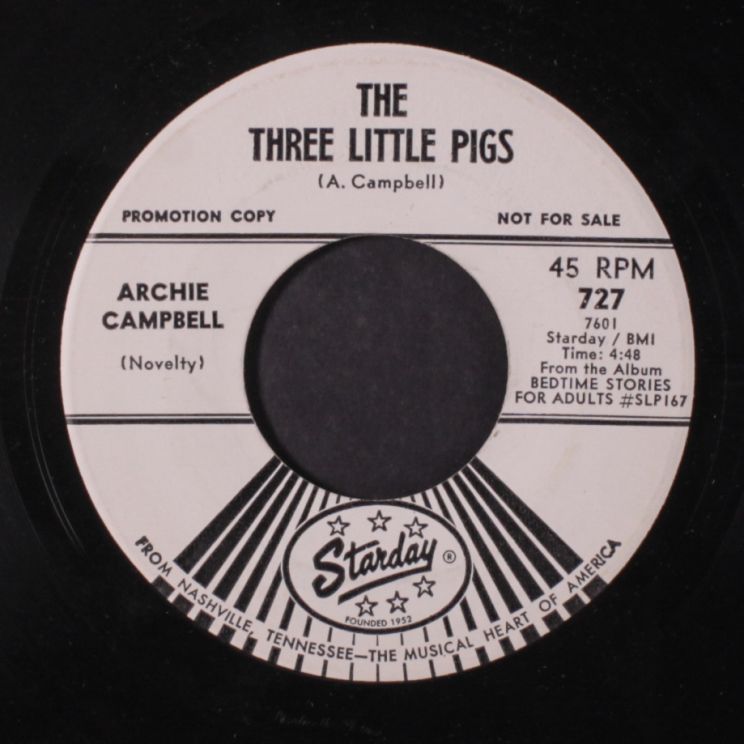 THE
THREE LITTLE PIGS
(A. Campbell)
PROMOTION COPY
NOT FOR SALE
ARCHIE
CAMPBELL
(Novelty)
45 RPM
727
7601
Starday / BMI
Time: 4:48
From the Album
BEDTIME STORIES
FOR ADULTS #SLP167
Starday ®
FOUNDED 1952
FROM NASHVILLE, TENNESSEE—THE MUSICAL HEART OF AMERICA